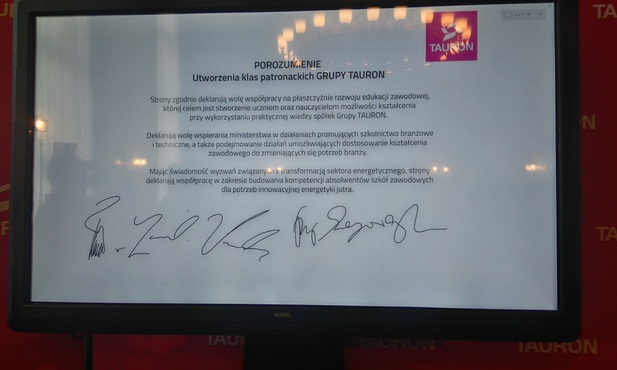 TAURON
POROZUMIENIE
Utworzenia klas patronackich GRUPY TAURON
Strony zgodnie deklarują wolę współpracy na płaszczyźnie rozwoju edukacji zawodowej,
której celem jest stworzenie uczniom oraz nauczycielom możliwości kształcenia
przy wykorzystaniu praktycznej wiedzy spółek Grupy TAURON.
Deklarują wolę wspierania ministerstwa w działaniach promujących szkolnictwo branżowe
i techniczne, a także podejmowanie działań umożliwiających dostosowanie kształcenia
zawodowego do zmieniających się potrzeb branży.
Mając świadomość wyzwań związanych z transformacją sektora energetycznego, strony
deklarują współpracę w zakresie budowania kompetencji absolwentów szkół zawodowych
dla potrzeb innowacyjnej energetyki jutra.
TAURON
TAURON